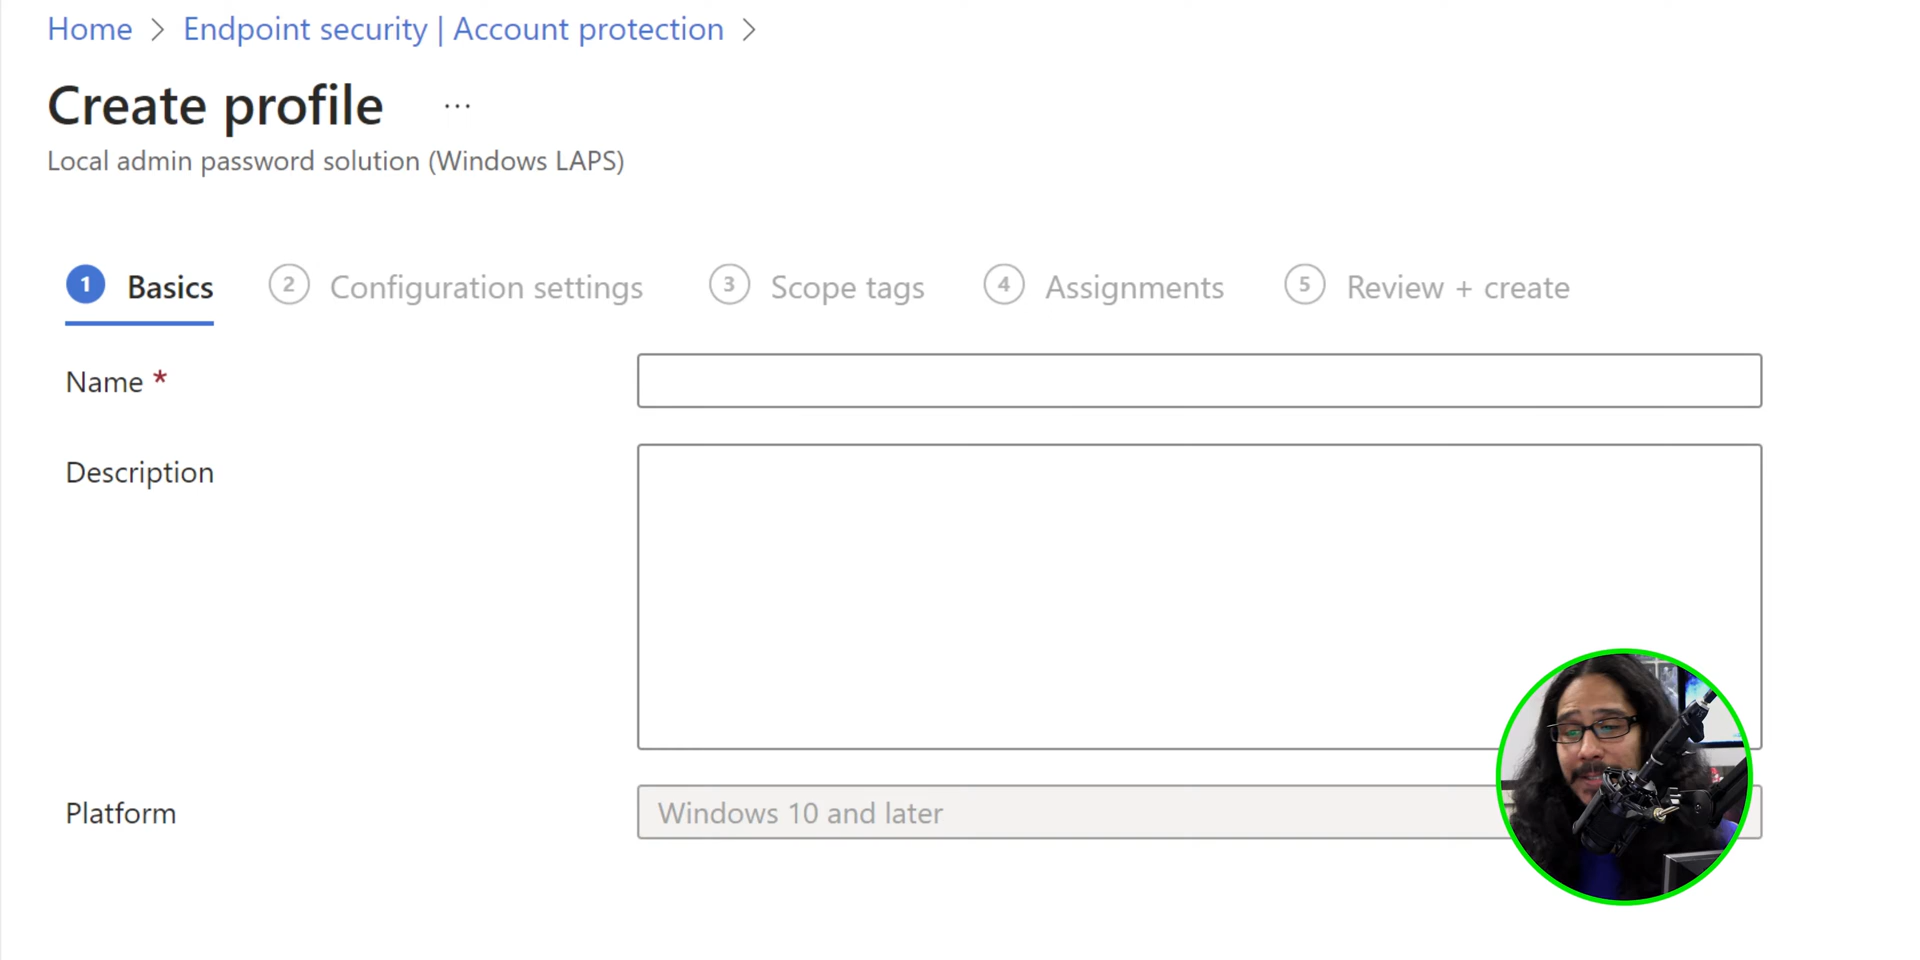 Home > Endpoint security | Account protection >
Create profile ...
Local admin password solution (Windows LAPS)
1 Basics 2 Configuration settings 3 Scope tags 4 Assignments 5 Review + create
Name *
Description
Platform Windows 10 and later